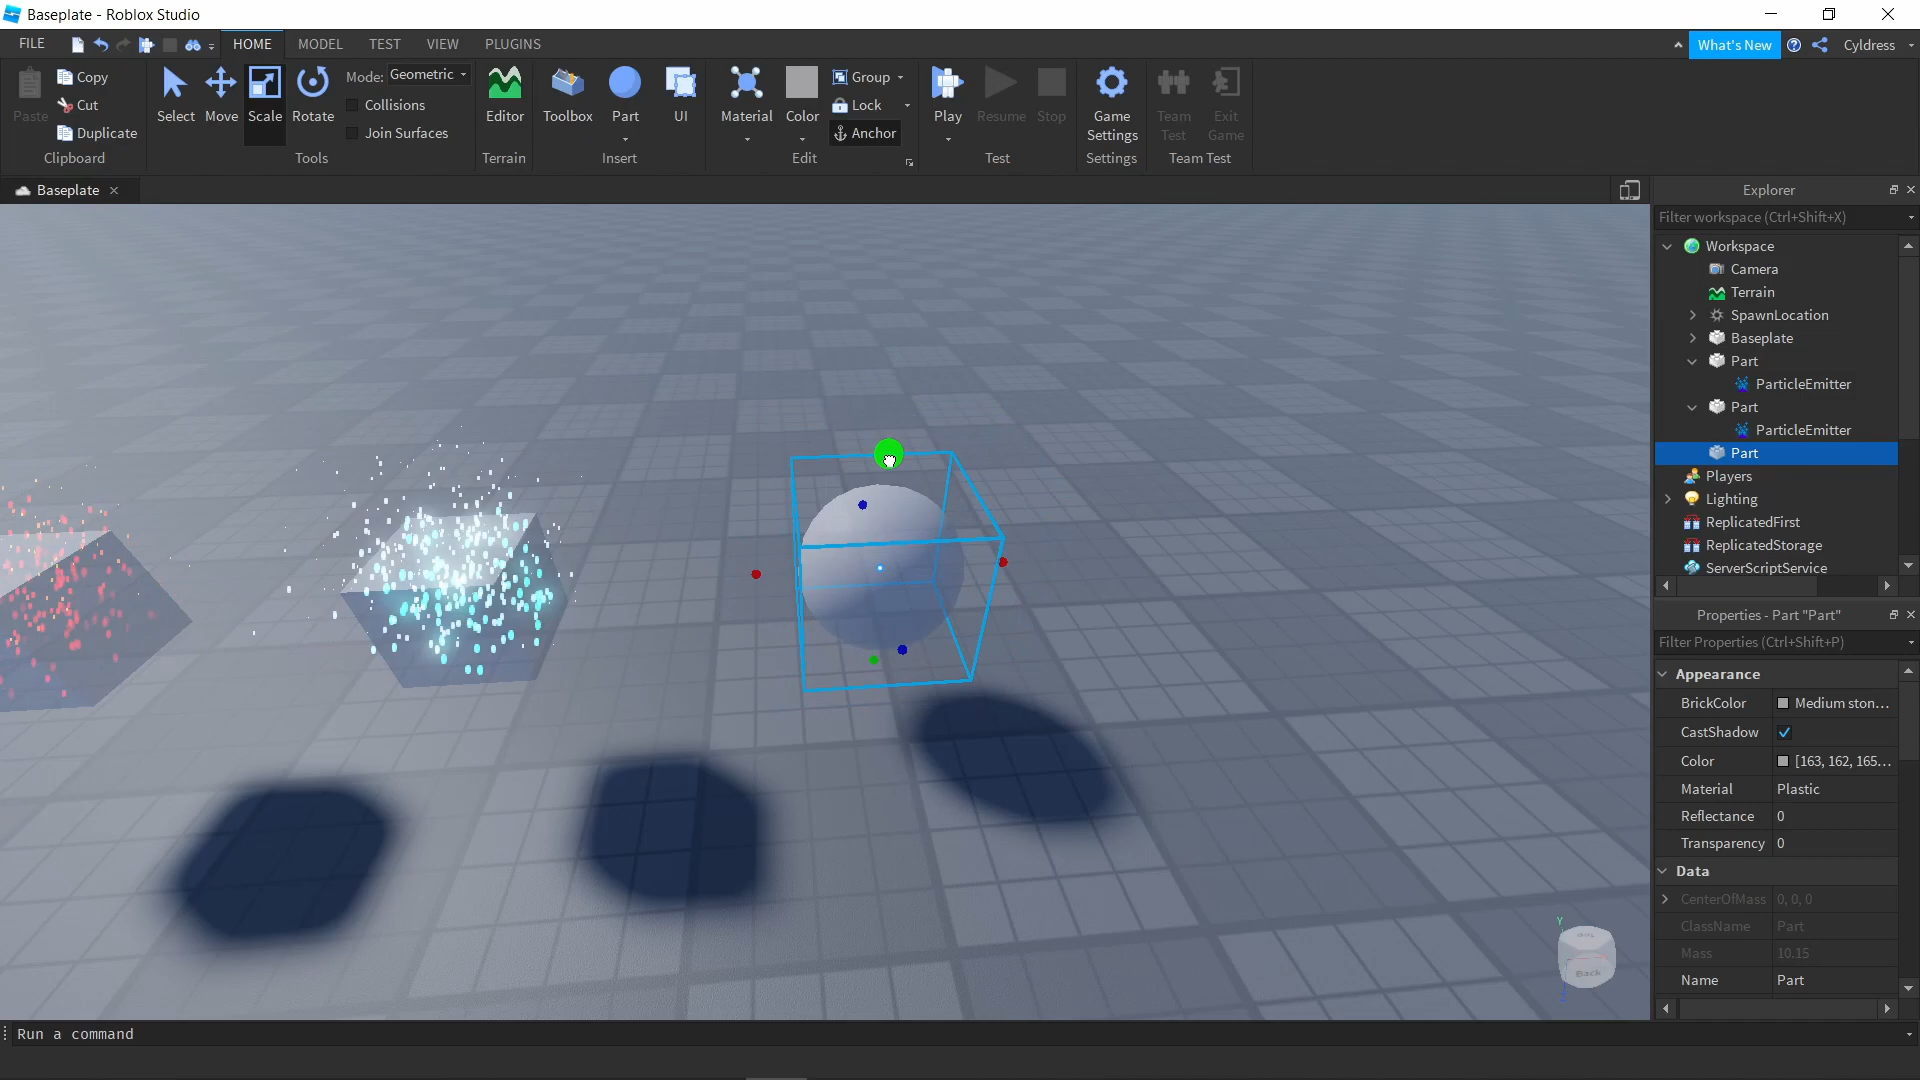 Baseplate - Roblox Studio
FILE HOME MODEL TEST VIEW PLUGINS What's New Cyldress
Paste Copy Cut Duplicate
Clipboard
Select Move Scale Rotate
Mode: Geometric
Collisions
Join Surfaces
Tools
Editor
Terrain
Toolbox Part UI
Insert
Material Color
Group
Lock
Anchor
Edit
Play Resume Stop
Test
Game Settings
Settings
Team Test Exit Game
Team Test
Baseplate
Explorer
Filter workspace (Ctrl+Shift+X)
Workspace
Camera
Terrain
SpawnLocation
Baseplate
Part
ParticleEmitter
Part
ParticleEmitter
Part
Players
Lighting
ReplicatedFirst
ReplicatedStorage
ServerScriptService
Properties - Part "Part"
Filter Properties (Ctrl+Shift+P)
Appearance
BrickColor Medium ston...
CastShadow
Color [163, 162, 165...
Material Plastic
Reflectance 0
Transparency 0
Data
CenterOfMass 0, 0, 0
ClassName Part
Mass 10.15
Name Part
Y
Back
Run a command